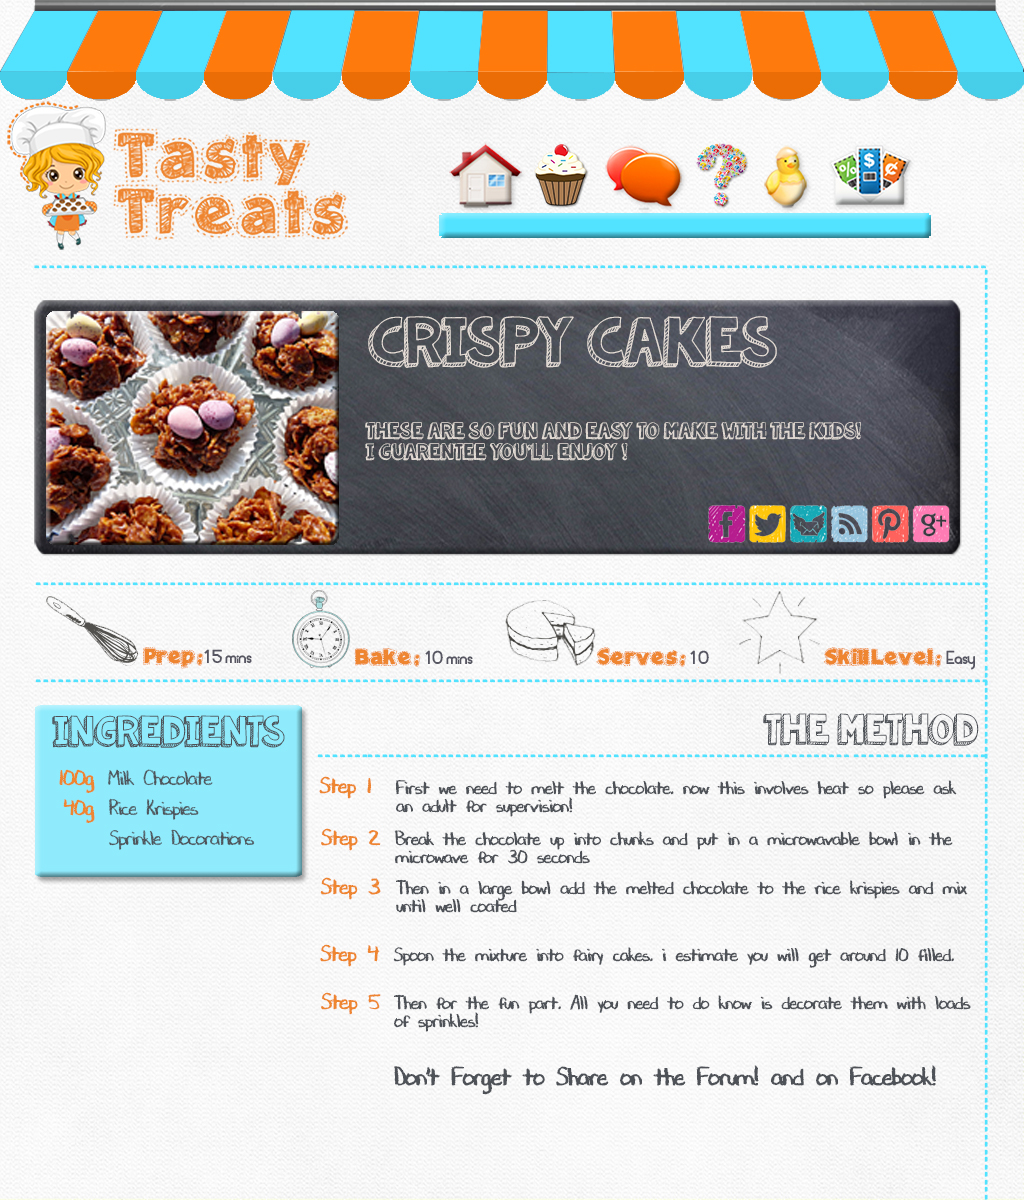 Tasty
Treats
CRISPY CAKES
THESE ARE SO FUN AND EASY TO MAKE WITH THE KIDS!
I GUARENTEE YOU'LL ENJOY !
Prep; 15 mins Bake; 10 mins Serves; 10 Skill Level; Easy
INGREDIENTS
100g Milk Chocolate
40g Rice Krispies
Sprinkle Docorations
THE METHOD
Step 1 First we need to melt the chocolate. now this involves heat so please ask
an adult for supervision!
Step 2 Break the chocolate up into chunks and put in a microwavable bowl in the
microwave for 30 seconds
Step 3 Then in a large bowl add the melted chocolate to the rice krispies and mix
until well coated
Step 4 Spoon the mixture into fairy cakes. i estimate you will get around 10 filled.
Step 5 Then for the fun part. All you need to do know is decorate them with loads
of sprinkles!
Don't Forget to Share on the Forum! and on Facebook!